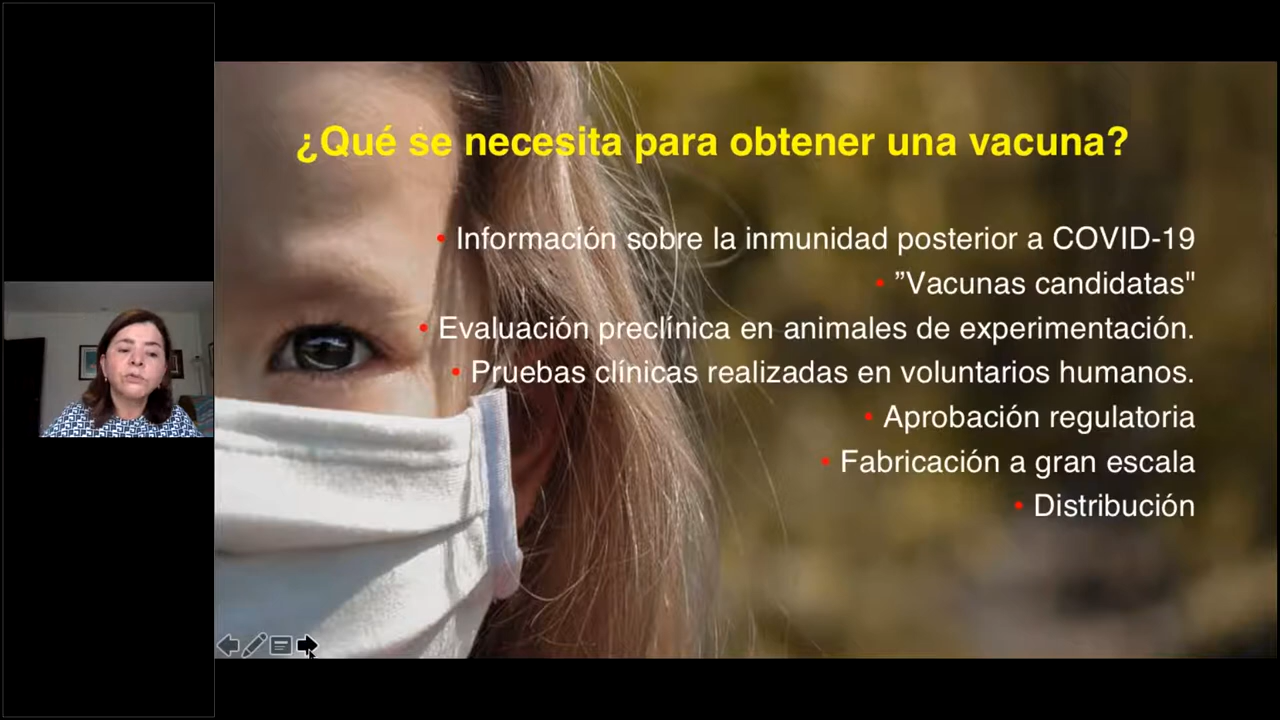 ¿Qué se necesita para obtener una vacuna?
• Información sobre la inmunidad posterior a COVID-19
• ”Vacunas candidatas"
• Evaluación preclínica en animales de experimentación.
• Pruebas clínicas realizadas en voluntarios humanos.
• Aprobación regulatoria
• Fabricación a gran escala
• Distribución